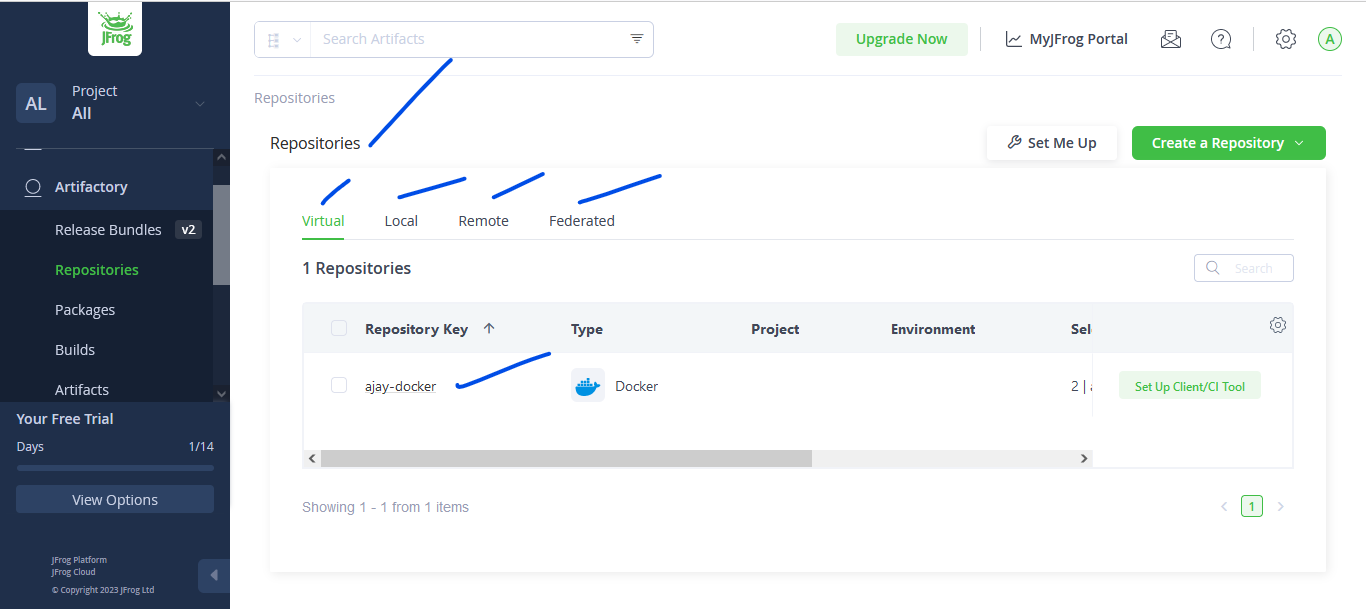 JFrog
Search Artifacts
Upgrade Now
MyJFrog Portal
A
AL
Project
All
Artifactory
Release Bundles v2
Repositories
Packages
Builds
Artifacts
Your Free Trial
Days 1/14
View Options
JFrog Platform
JFrog Cloud
© Copyright 2023 JFrog Ltd
Repositories
Repositories
Set Me Up
Create a Repository
Virtual Local Remote Federated
1 Repositories
Search
Repository Key Type Project Environment Sel
ajay-docker Docker 2 | Set Up Client/CI Tool
Showing 1 - 1 from 1 items
1